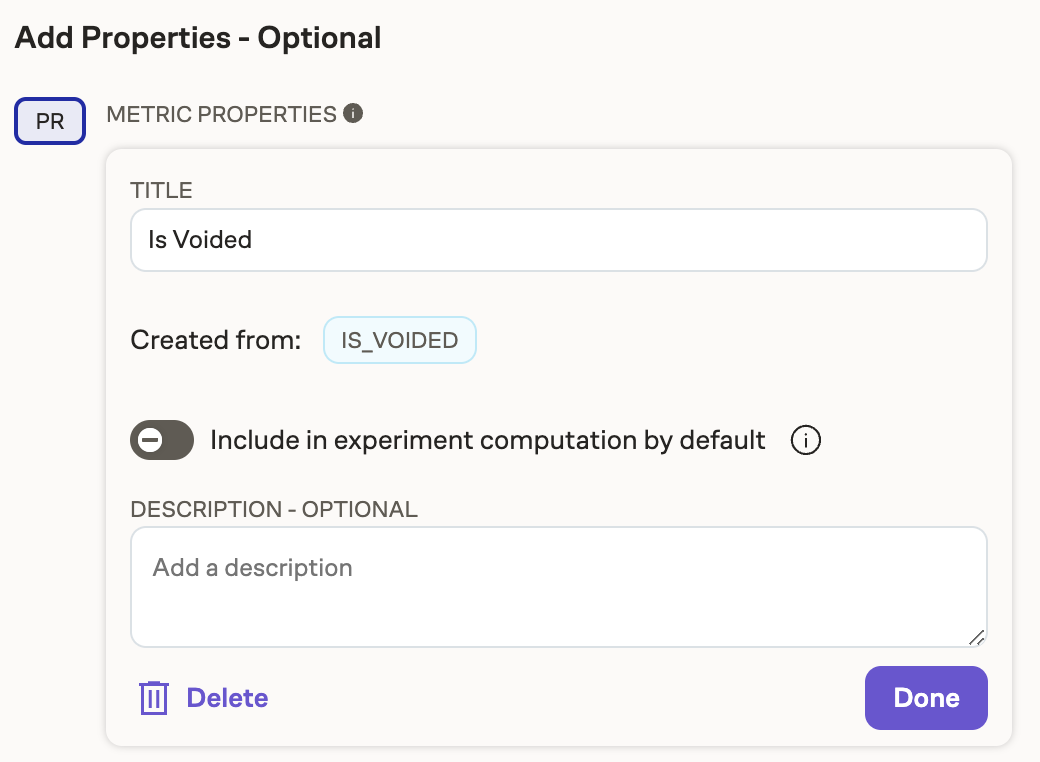 Add Properties - Optional
PR
METRIC PROPERTIES
TITLE
Is Voided
Created from: IS_VOIDED
Include in experiment computation by default
DESCRIPTION - OPTIONAL
Add a description
Delete
Done